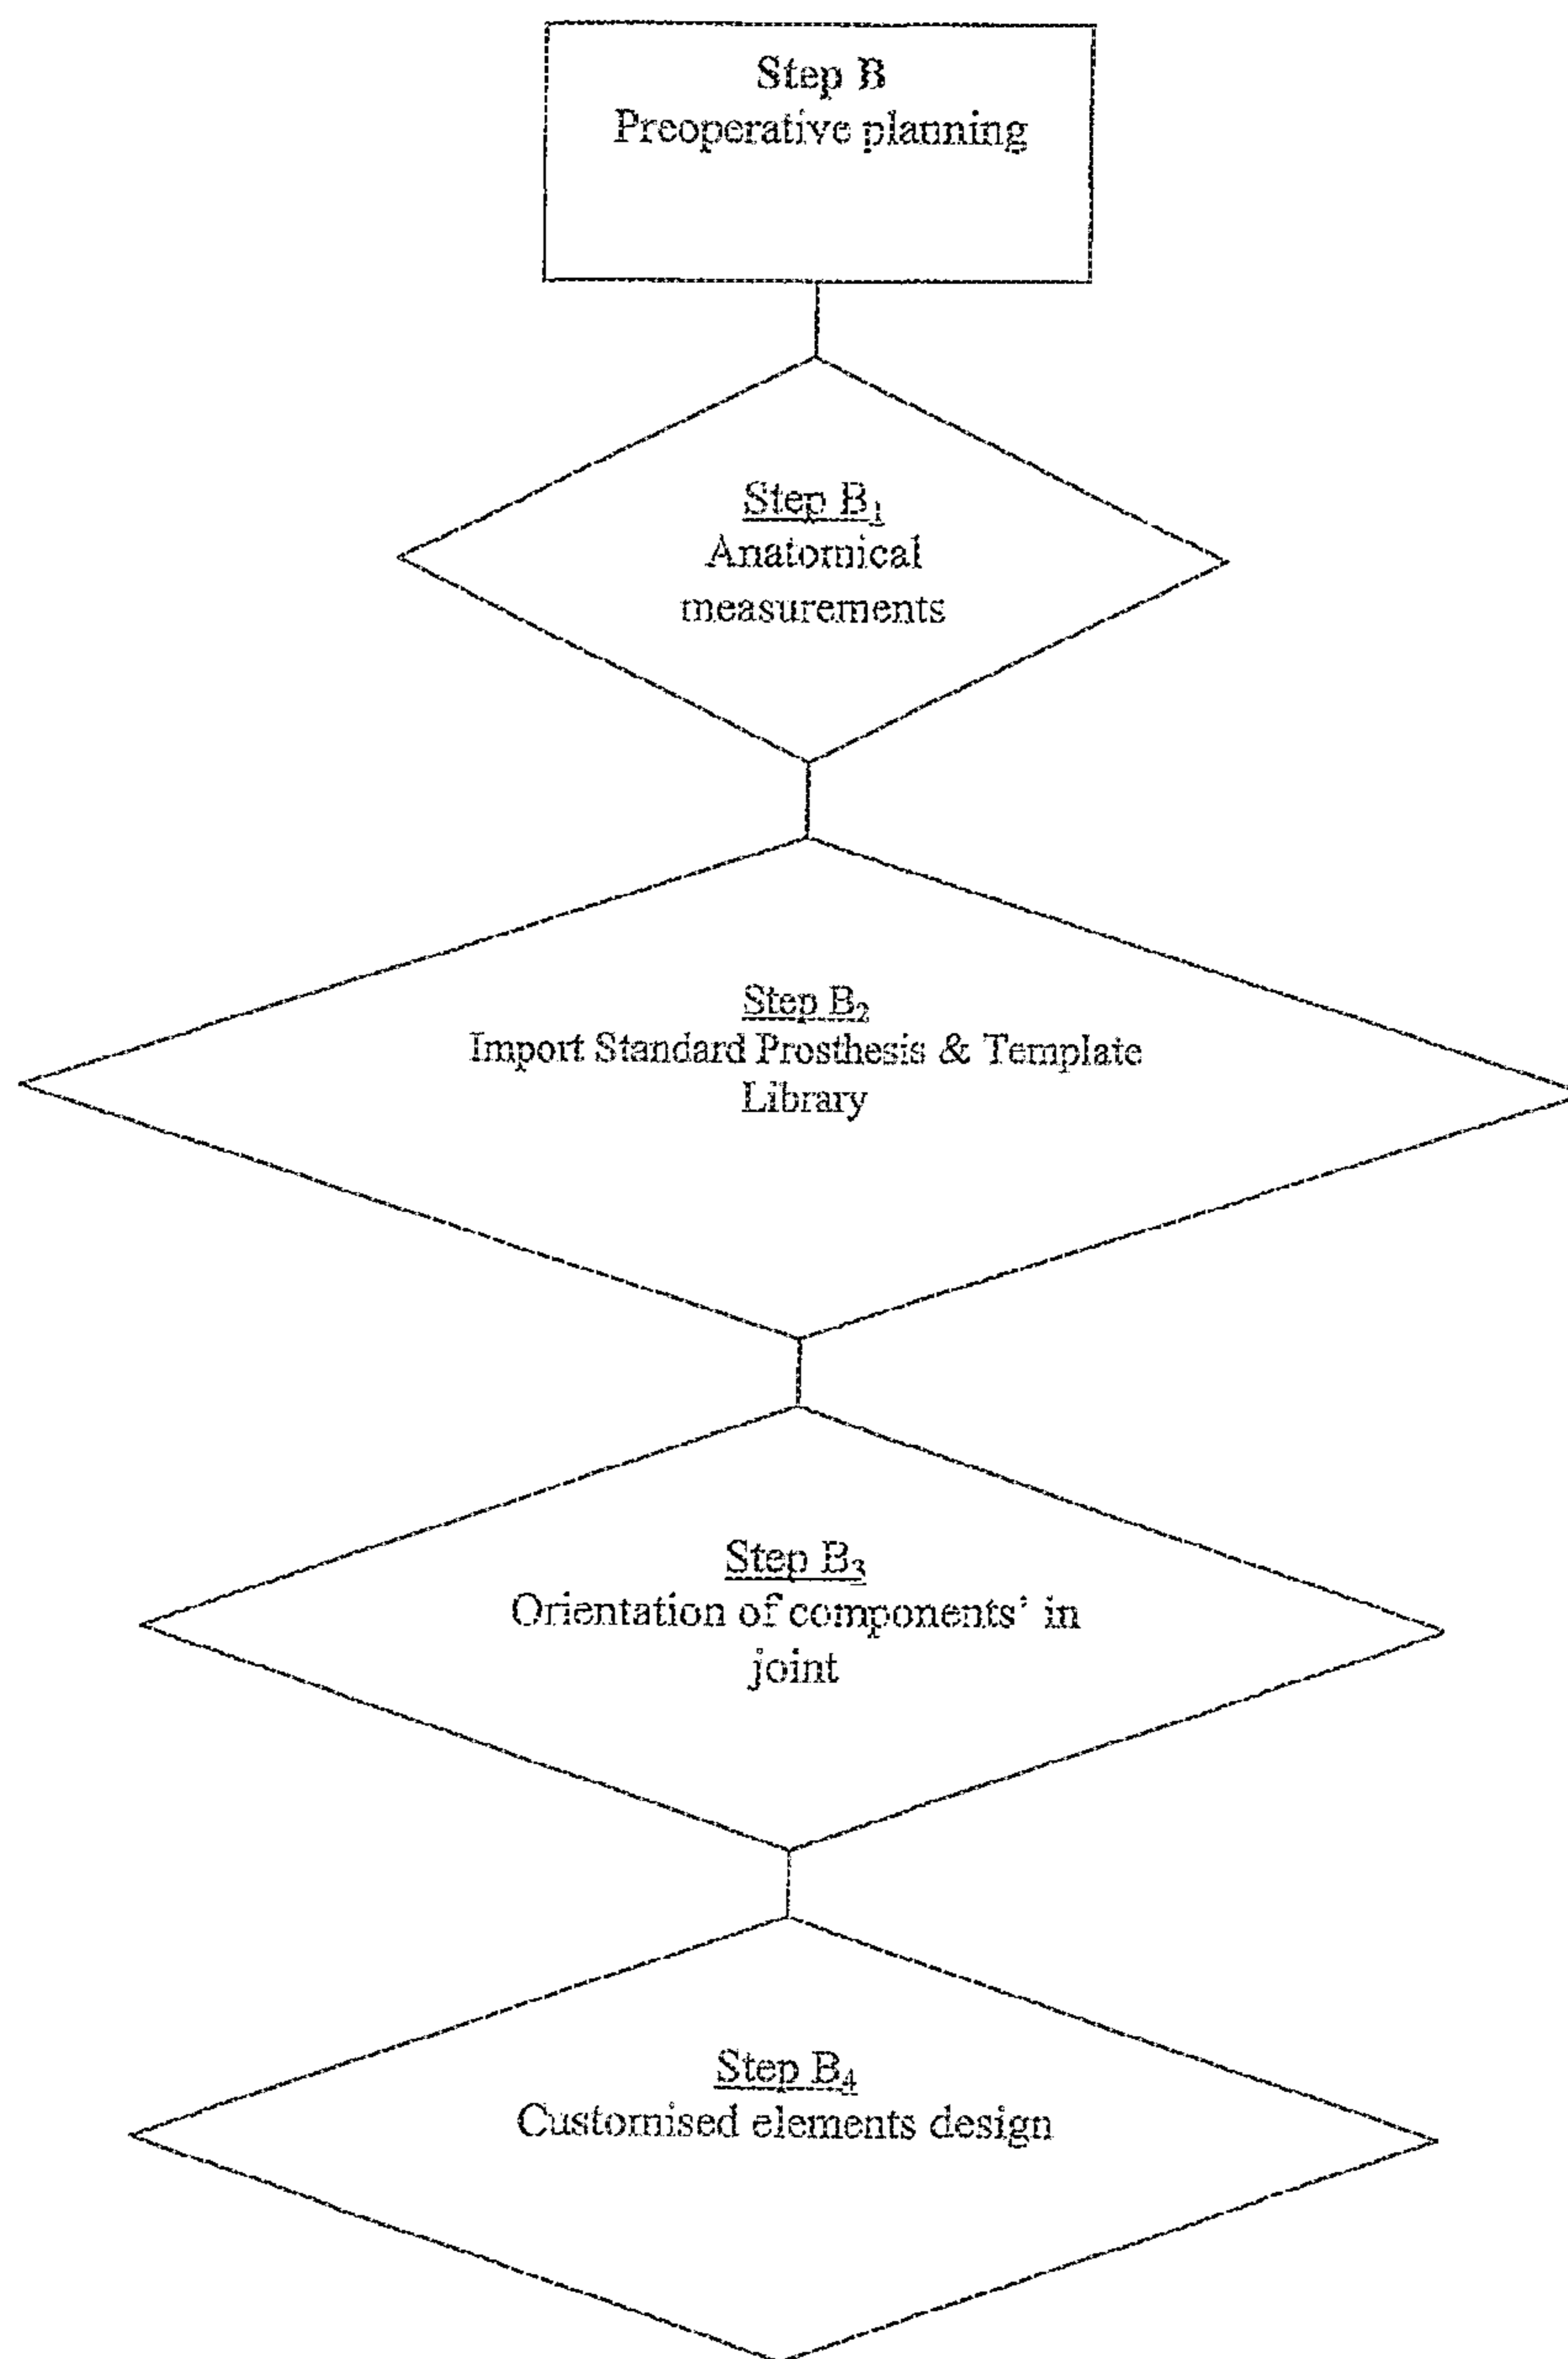 Step B
Preoperative planning
Step B₁
Anatomical
measurements
Step B₂
Import Standard Prosthesis & Template
Library
Step B₃
Orientation of components' in
joint
Step B₄
Customised elements design